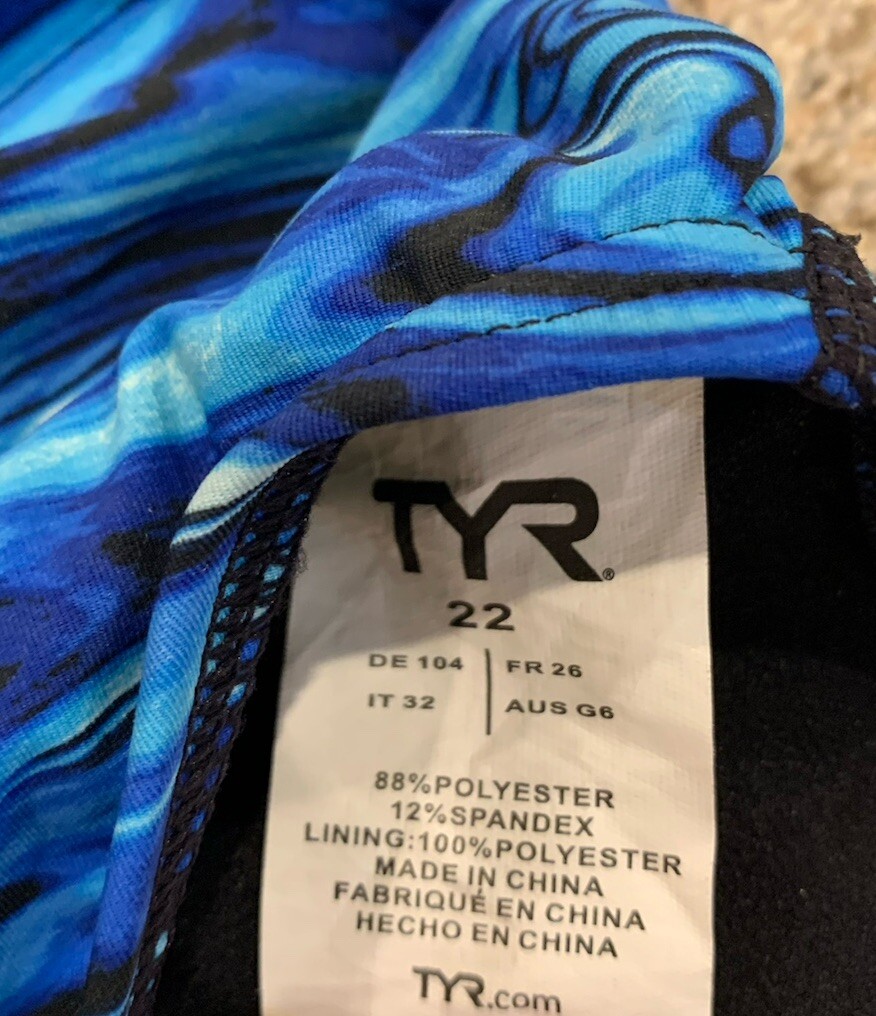 TYR®
22
DE 104 | FR 26
IT 32 | AUS G6
88%POLYESTER
12%SPANDEX
LINING:100%POLYESTER
MADE IN CHINA
FABRIQUÉ EN CHINA
HECHO EN CHINA
TYR.com